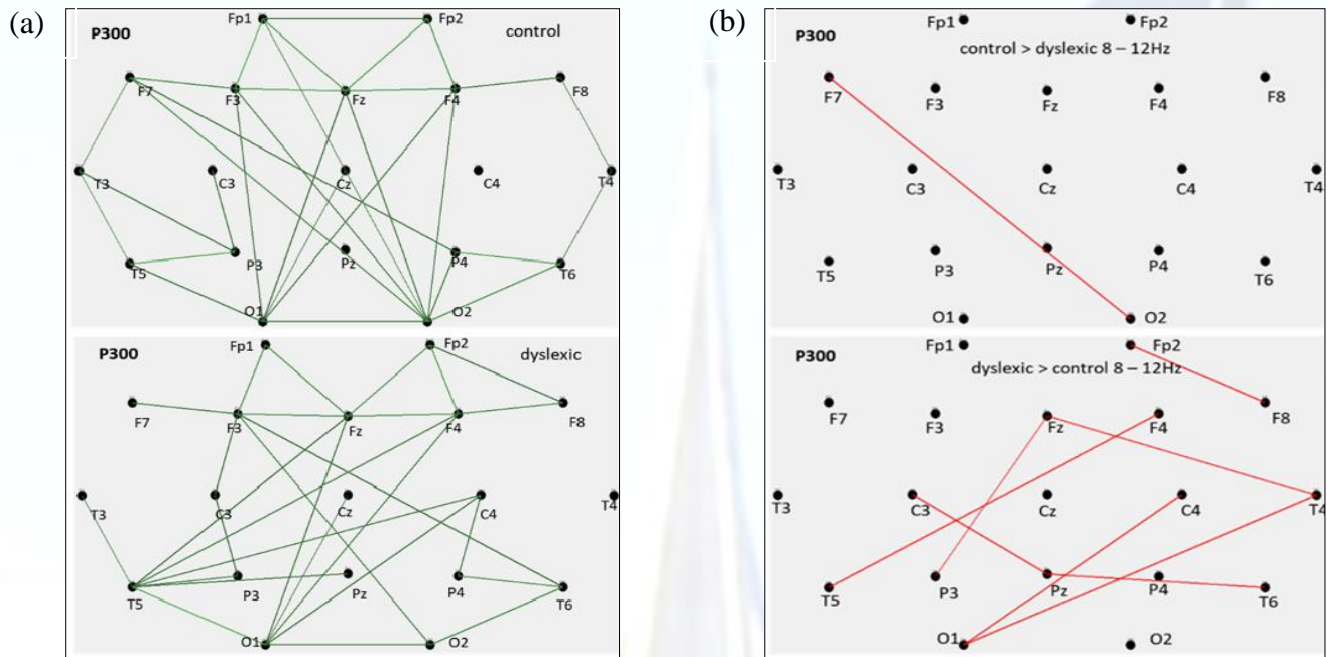 (a)
P300
control
Fp1 Fp2
F7 F3 Fz F4 F8
T3 C3 Cz C4 T4
T5 P3 Pz P4 T6
O1 O2
P300
dyslexic
Fp1 Fp2
F7 F3 Fz F4 F8
T3 C3 Cz C4 T4
T5 P3 Pz P4 T6
O1 O2
(b)
Fp1 Fp2
P300
control > dyslexic 8 – 12Hz
F7 F3 Fz F4 F8
T3 C3 Cz C4 T4
T5 P3 Pz P4 T6
O1 O2
P300
Fp1 Fp2
dyslexic > control 8 – 12Hz
F7 F3 Fz F4 F8
T3 C3 Cz C4 T4
T5 P3 Pz P4 T6
O1 O2